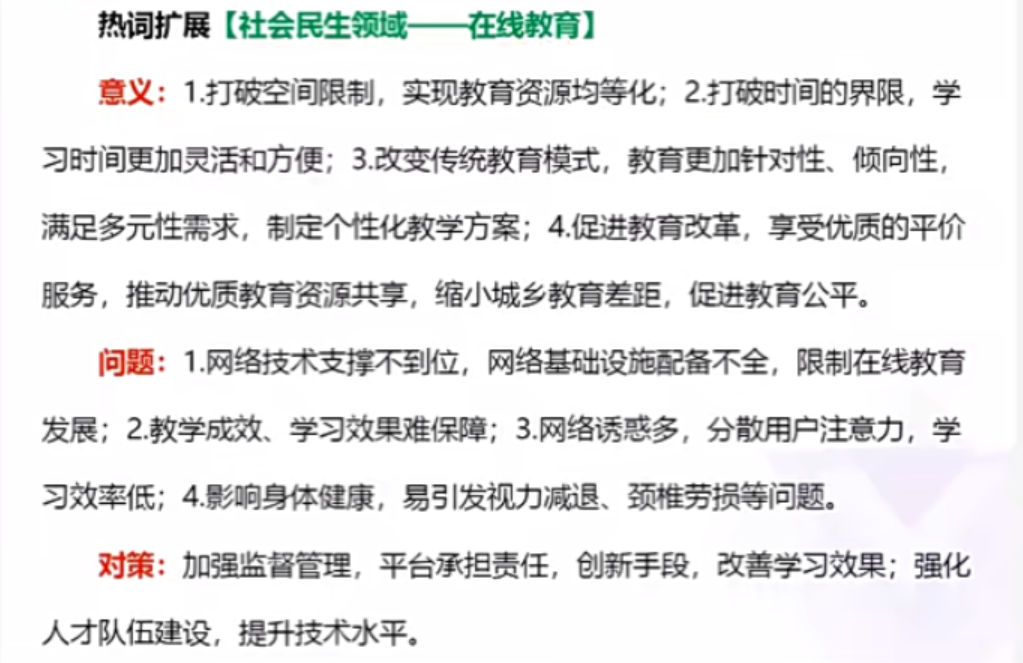 热词扩展【社会民生领域——在线教育】
意义：1.打破空间限制，实现教育资源均等化；2.打破时间的界限，学
习时间更加灵活和方便；3.改变传统教育模式，教育更加针对性、倾向性，
满足多元性需求，制定个性化教学方案；4.促进教育改革，享受优质的平价
服务，推动优质教育资源共享，缩小城乡教育差距，促进教育公平。
问题：1.网络技术支撑不到位，网络基础设施配备不全，限制在线教育
发展；2.教学成效、学习效果难保障；3.网络诱惑多，分散用户注意力，学
习效率低；4.影响身体健康，易引发视力减退、颈椎劳损等问题。
对策：加强监督管理，平台承担责任，创新手段，改善学习效果；强化
人才队伍建设，提升技术水平。